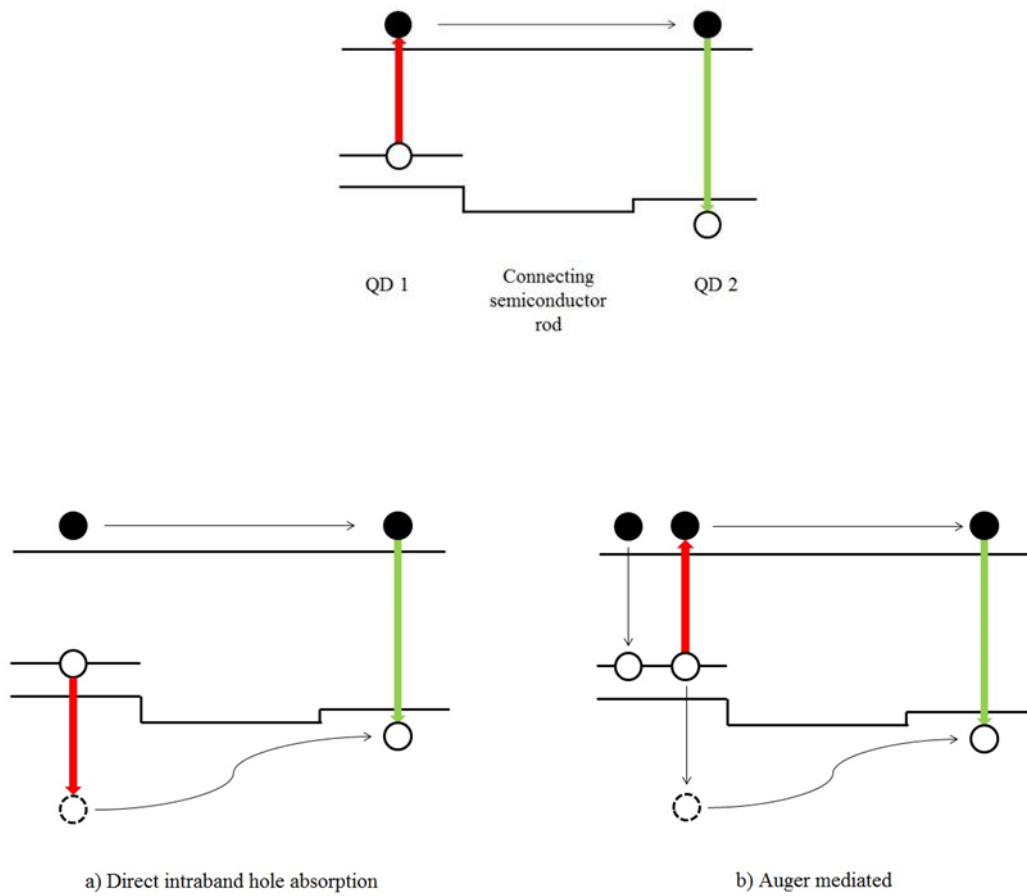 QD 1
Connecting
semiconductor
rod
QD 2
a) Direct intraband hole absorption
b) Auger mediated